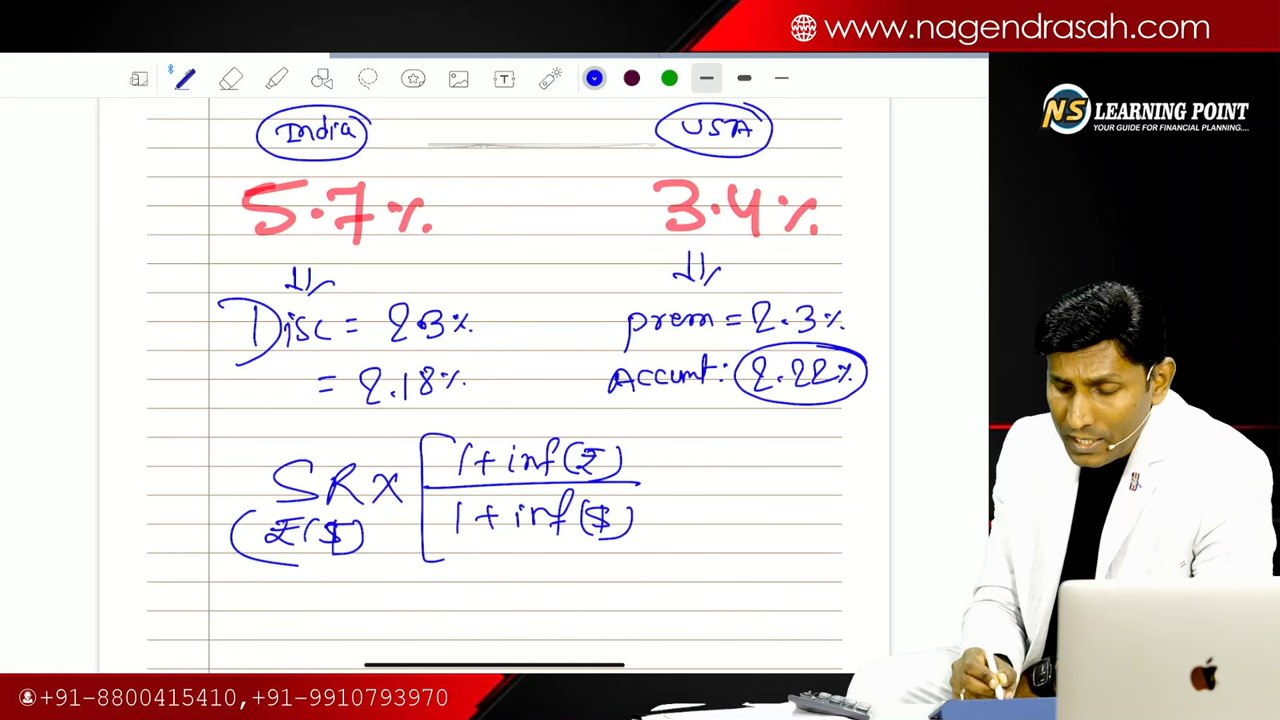 www.nagendrasah.com
T
NS LEARNING POINT
YOUR GUIDE FOR FINANCIAL PLANNING....
India USA
5.7% 3.4%
Disc = 2.3% prem = 2.3%
= 2.18% Accunt: 2.22%
SR x [ 1 + inf (₹)
(₹/$) 1 + inf ($)
+91-8800415410,+91-9910793970